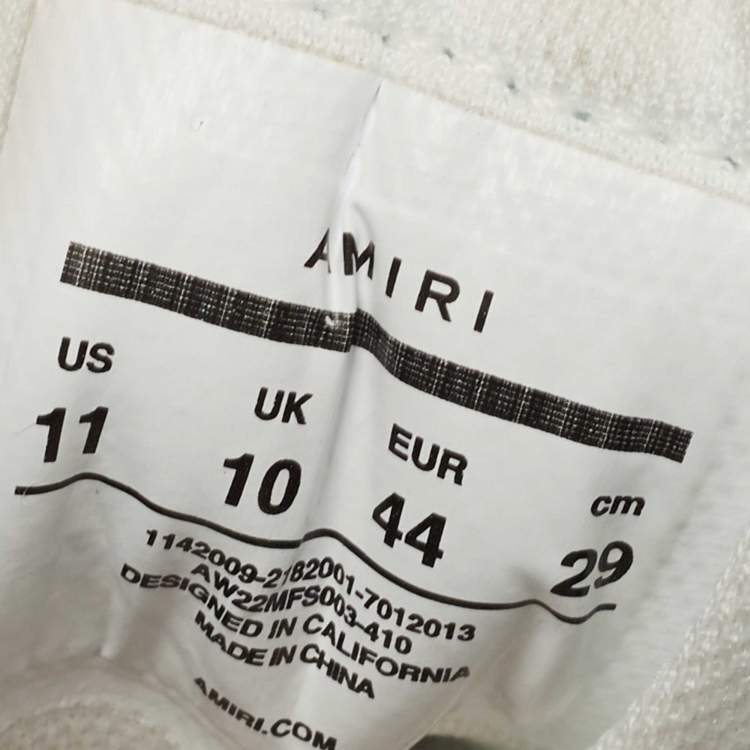 AMIRI
US UK EUR cm
11 10 44 29
1142009-2182001-7012013
AW22MFS003-410
DESIGNED IN CALIFORNIA
MADE IN CHINA
AMIRI.COM